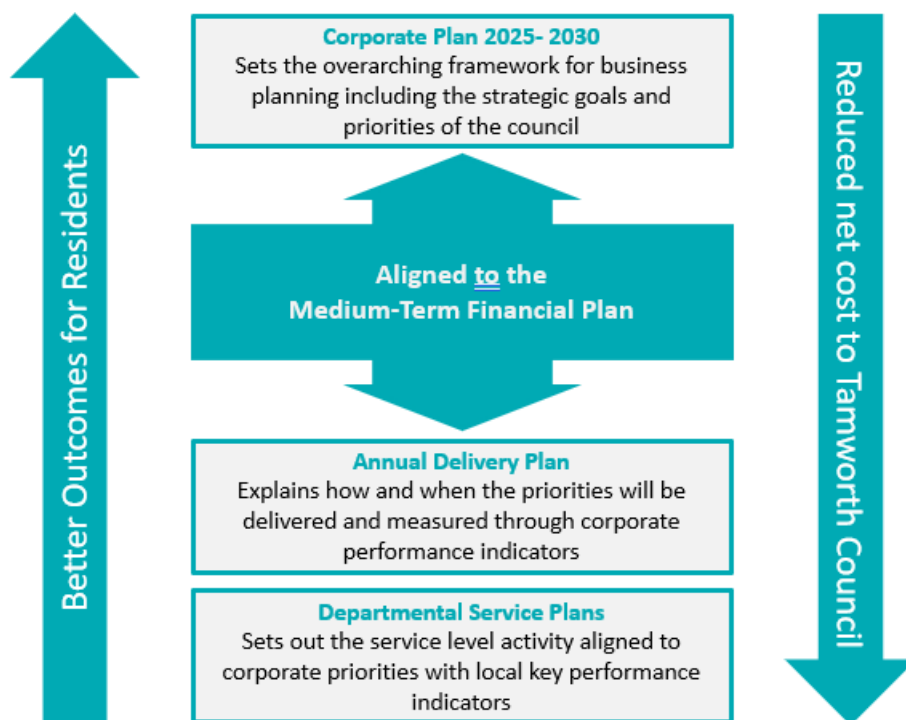 Better Outcomes for Residents
Corporate Plan 2025- 2030
Sets the overarching framework for business
planning including the strategic goals and
priorities of the council
Aligned to the
Medium-Term Financial Plan
Annual Delivery Plan
Explains how and when the priorities will be
delivered and measured through corporate
performance indicators
Departmental Service Plans
Sets out the service level activity aligned to
corporate priorities with local key performance
indicators
Reduced net cost to Tamworth Council